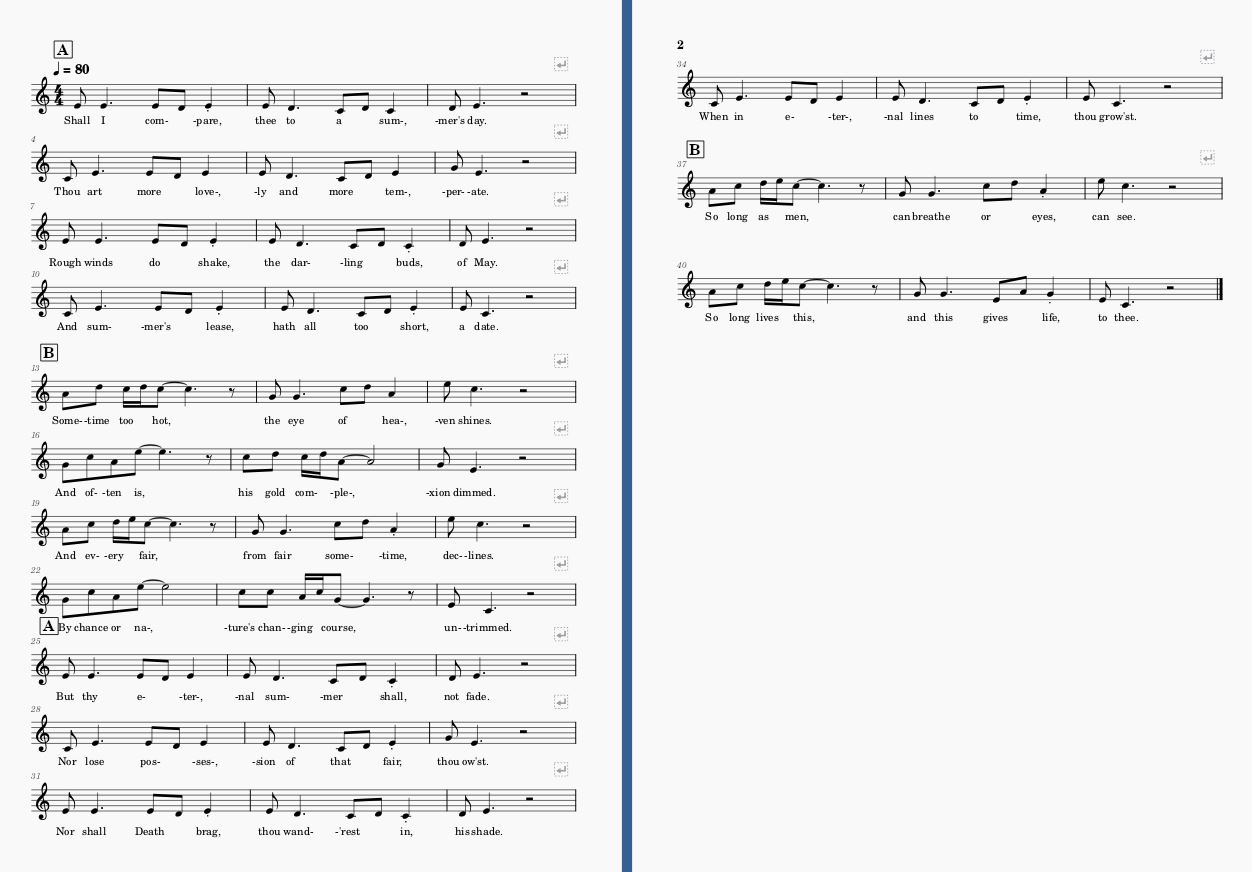 A
♩ = 80
4
4
Shall I com- -pare, thee to a sum-, -mer's day.
4
Thou art more love-, -ly and more tem-, -per- -ate.
7
Rough winds do shake, the dar- -ling buds, of May.
10
And sum- -mer's lease, hath all too short, a date.
B
13
Some- -time too hot, the eye of hea-, -ven shines.
16
And of- -ten is, his gold com- -ple-, -xion dimmed.
19
And ev- -ery fair, from fair some- -time, dec- -lines.
22
By chance or na-, -ture's chan- -ging course, un- -trimmed.
A
25
But thy e- -ter-, -nal sum- -mer shall, not fade.
28
Nor lose pos- -ses-, -sion of that fair, thou ow'st.
31
Nor shall Death brag, thou wand- -'rest in, his shade.
2
34
When in e- -ter-, -nal lines to time, thou grow'st.
B
37
So long as men, can breathe or eyes, can see.
40
So long lives this, and this gives life, to thee.